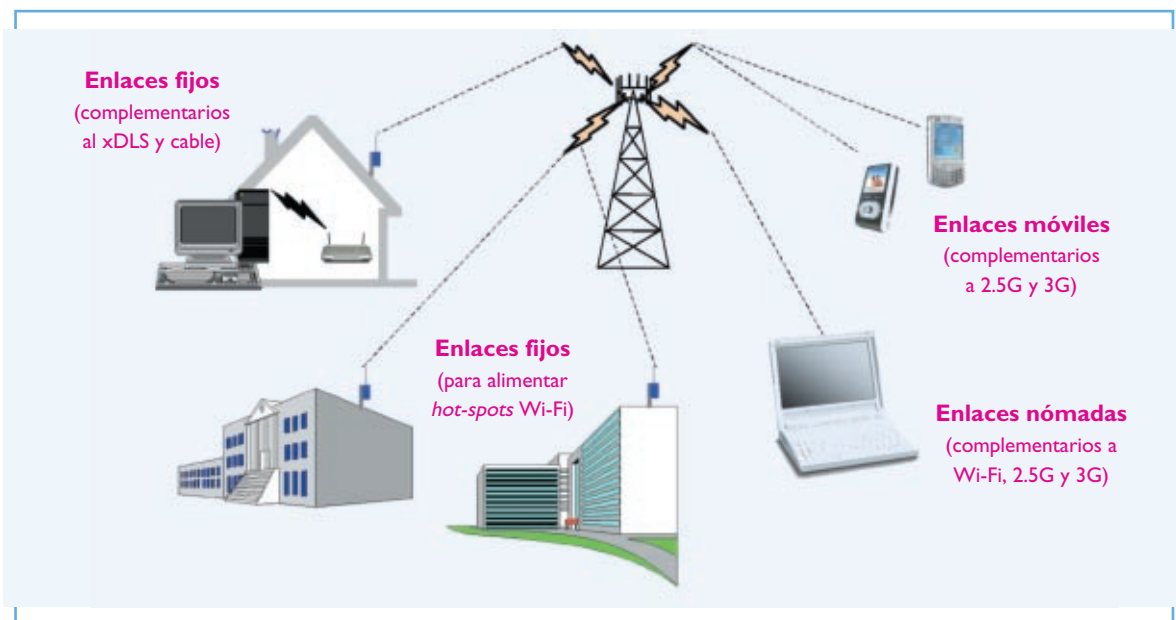 Enlaces fijos
(complementarios
al xDLS y cable)
Enlaces móviles
(complementarios
a 2.5G y 3G)
Enlaces fijos
(para alimentar
hot-spots Wi-Fi)
Enlaces nómadas
(complementarios a
Wi-Fi, 2.5G y 3G)